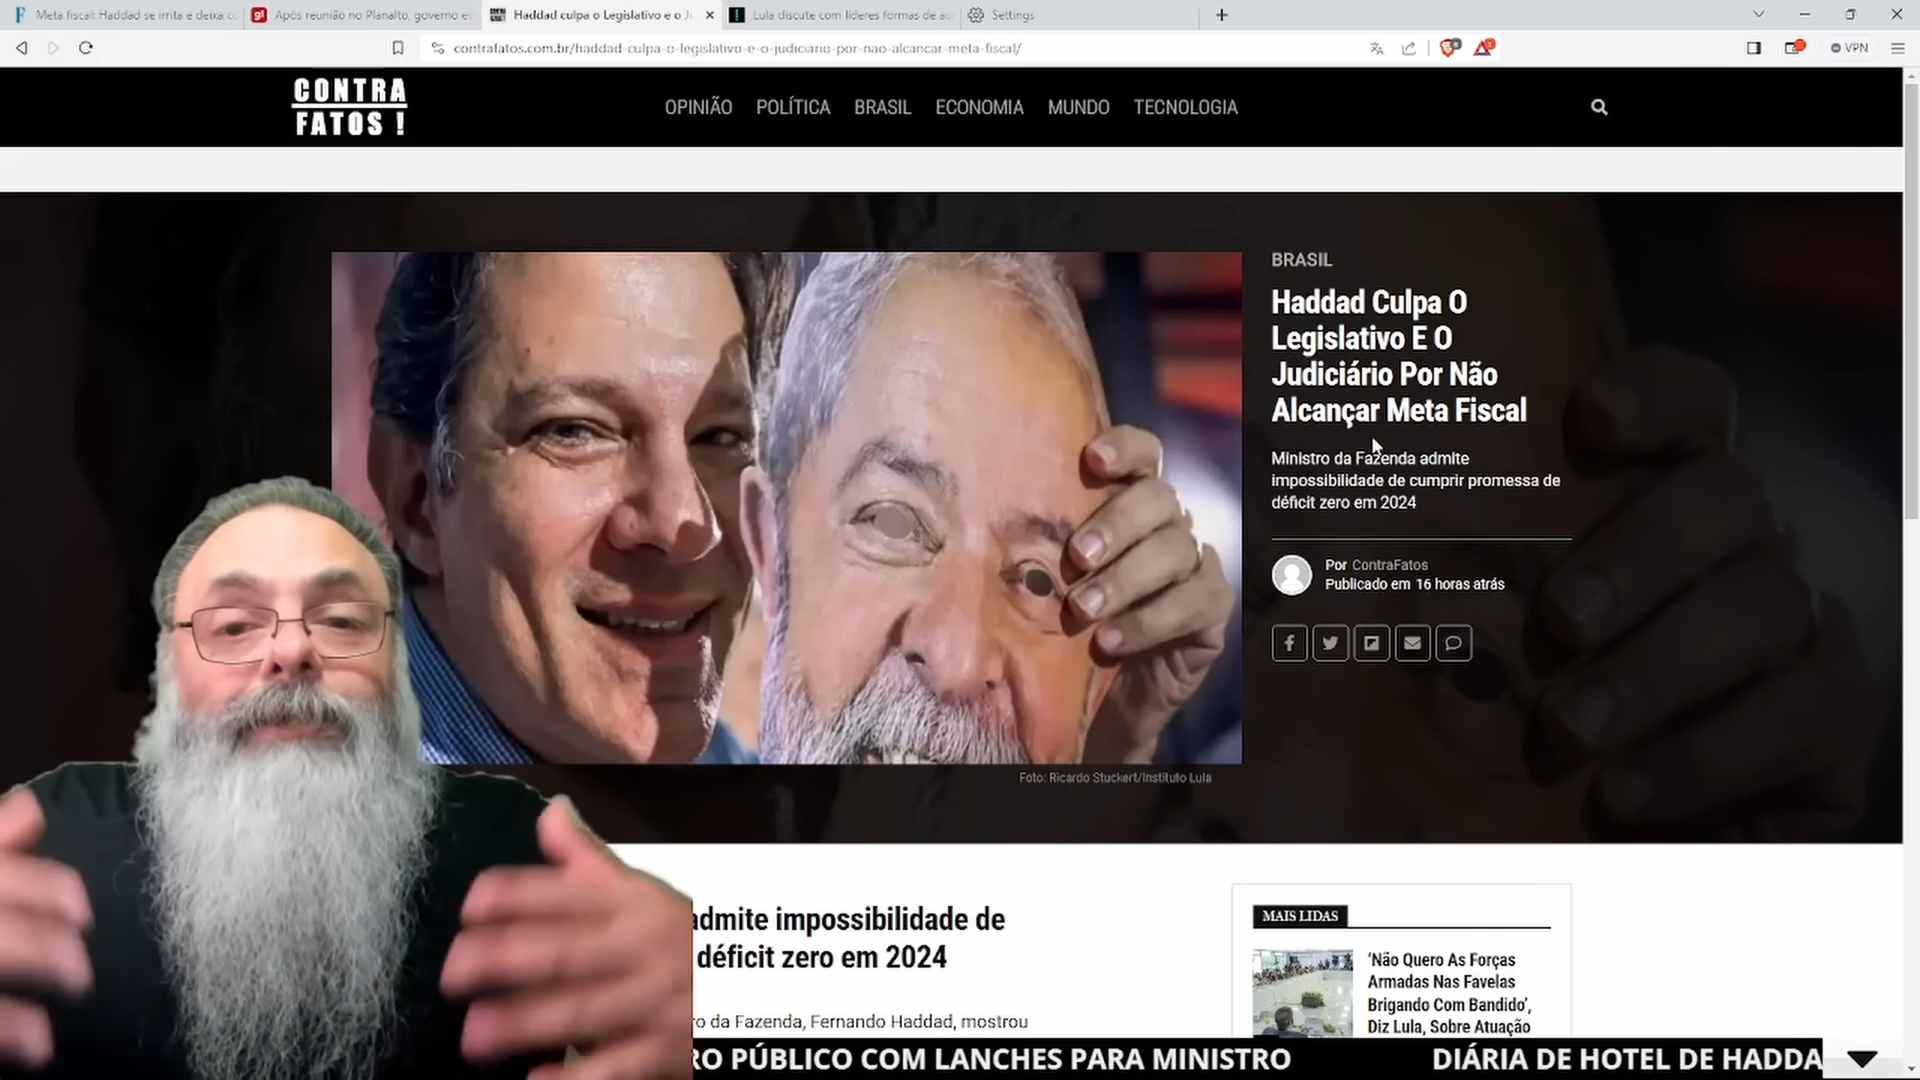 Meta fiscal: Haddad se irrita e deixa c
Após reunião no Planalto, governo e
Haddad culpa o Legislativo e o J
Lula discute com líderes formas de au
Settings
contrafatos.com.br/haddad-culpa-o-legislativo-e-o-judiciario-por-nao-alcancar-meta-fiscal/
VPN
CONTRA
FATOS !
OPINIÃO
POLÍTICA
BRASIL
ECONOMIA
MUNDO
TECNOLOGIA
BRASIL
Haddad Culpa O
Legislativo E O
Judiciário Por Não
Alcançar Meta Fiscal
Ministro da Fazenda admite
impossibilidade de cumprir promessa de
déficit zero em 2024
Por ContraFatos
Publicado em 16 horas atrás
Foto: Ricardo Stuckert/Instituto Lula
admite impossibilidade de
déficit zero em 2024
ro da Fazenda, Fernando Haddad, mostrou
MAIS LIDAS
‘Não Quero As Forças
Armadas Nas Favelas
Brigando Com Bandido’,
Diz Lula, Sobre Atuação
RO PÚBLICO COM LANCHES PARA MINISTRO
DIÁRIA DE HOTEL DE HADDA